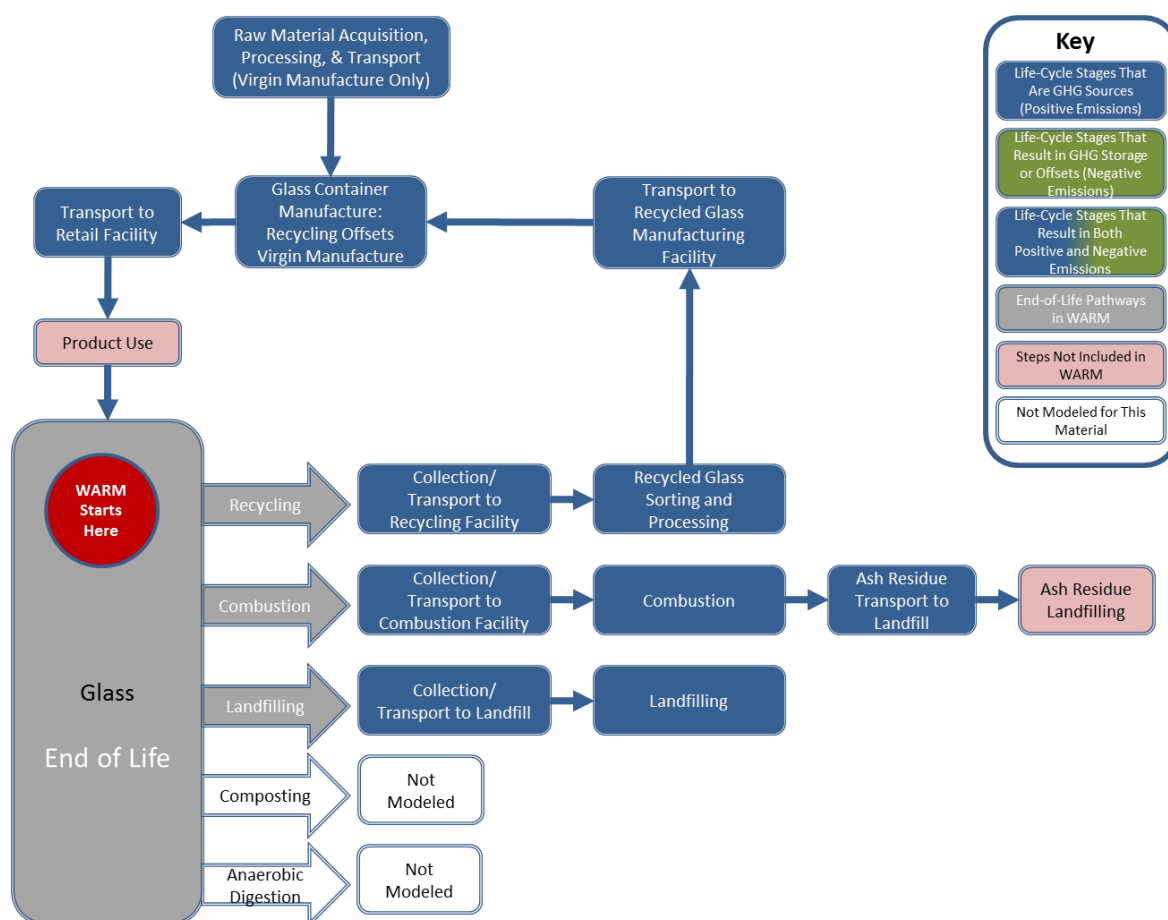 Raw Material Acquisition,
Processing, & Transport
(Virgin Manufacture Only)
Key
Life-Cycle Stages That
Are GHG Sources
(Positive Emissions)
Life-Cycle Stages That
Result in GHG Storage
or Offsets (Negative
Emissions)
Life-Cycle Stages That
Result in Both
Positive and Negative
Emissions
End-of-Life Pathways
in WARM
Steps Not Included in
WARM
Not Modeled for This
Material
Transport to
Retail Facility
Glass Container
Manufacture:
Recycling Offsets
Virgin Manufacture
Transport to
Recycled Glass
Manufacturing
Facility
Product Use
WARM
Starts
Here
Glass
End of Life
Recycling
Collection/
Transport to
Recycling Facility
Recycled Glass
Sorting and
Processing
Combustion
Collection/
Transport to
Combustion Facility
Combustion
Ash Residue
Transport to
Landfill
Ash Residue
Landfilling
Landfilling
Collection/
Transport to Landfill
Landfilling
Composting
Not
Modeled
Anaerobic
Digestion
Not
Modeled